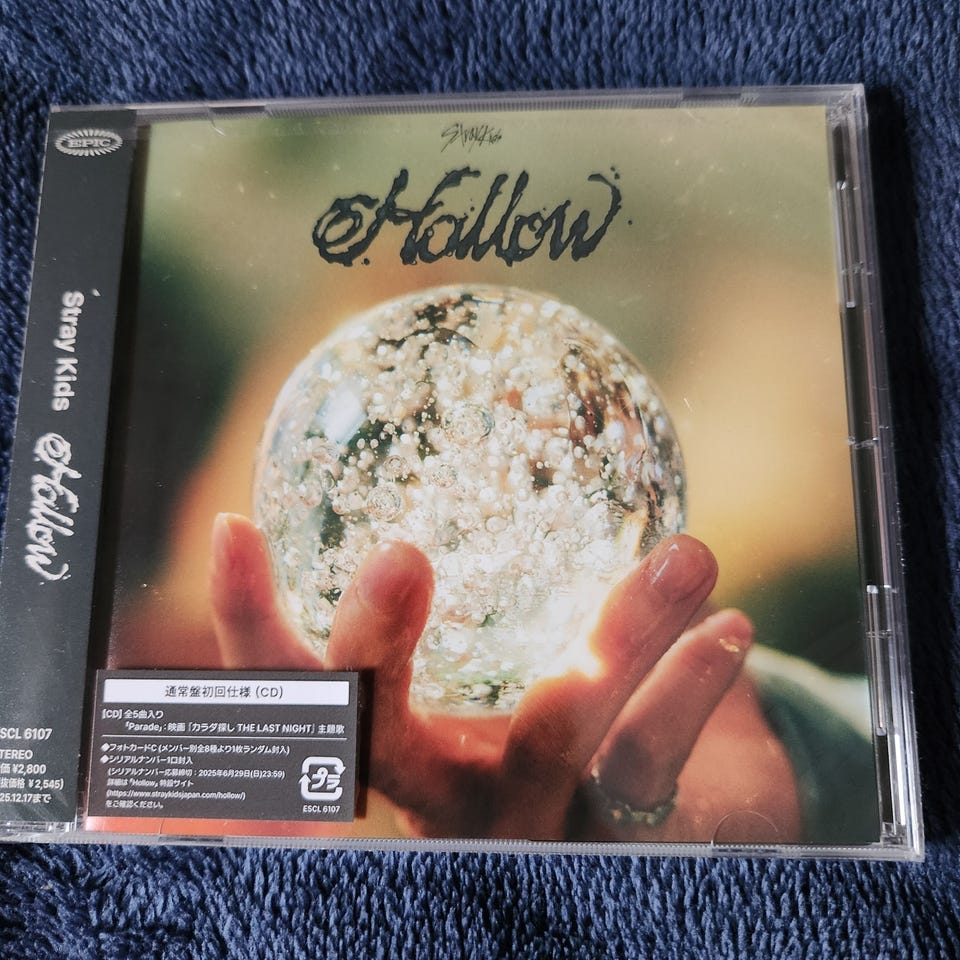 EPIC
Stray Kids
Hallow
Stray Kids Hallow
SCL 6107
TEREO
価 ¥2,800
抜価格 ¥2,545)
25.12.17まで
通常盤初回仕様 (CD)
【CD】全5曲入り
「Parade」:映画「カラダ探し THE LAST NIGHT」主題歌
◆フォトカードC (メンバー別全8種より1枚ランダム封入)
◆シリアルナンバー1口封入
(シリアルナンバー応募締切:2025年6月29日(日)23:59)
詳細は「Hollow」特設サイト
(https://www.straykidsjapan.com/hollow/)
をご確認ください。
プラ
ESCL 6107